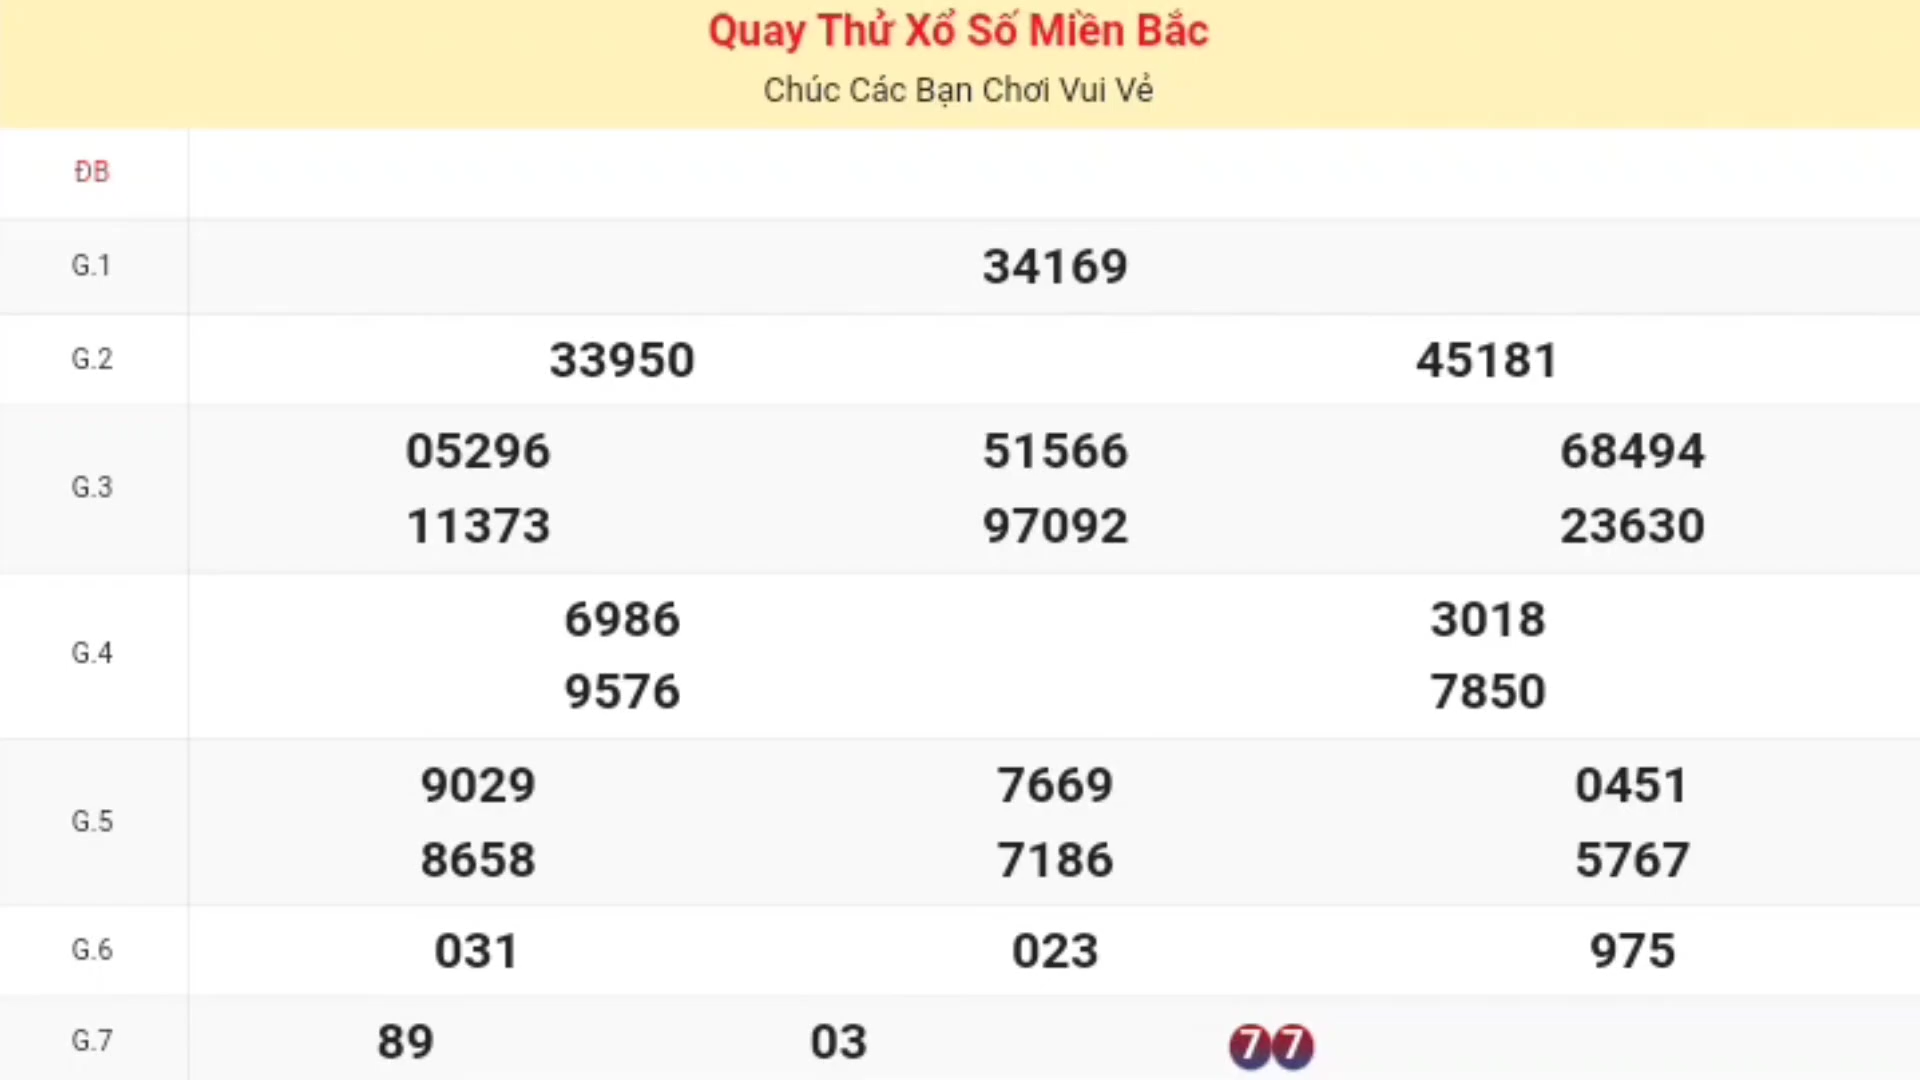 Quay Thử Xổ Số Miền Bắc
Chúc Các Bạn Chơi Vui Vẻ
ĐB
G.1 34169
G.2 33950 45181
G.3 05296 51566 68494
11373 97092 23630
G.4 6986 3018
9576 7850
G.5 9029 7669 0451
8658 7186 5767
G.6 031 023 975
G.7 89 03 77